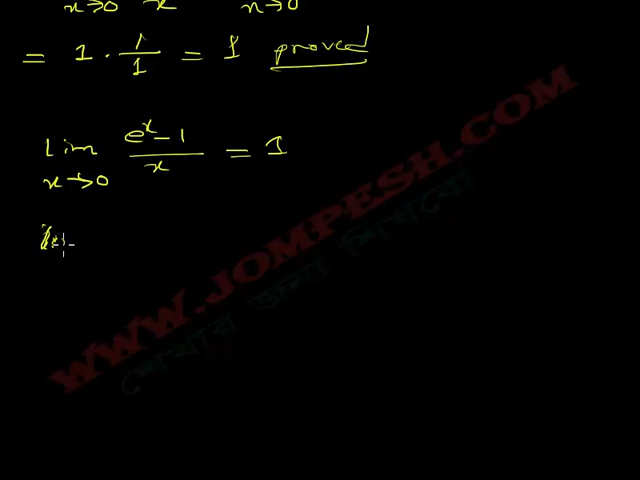 x→0 x x→0
= 1 · 1/1 = 1 proved
lim x→0 (e^x - 1)/x = 1
WWW.JOMPESH.COM